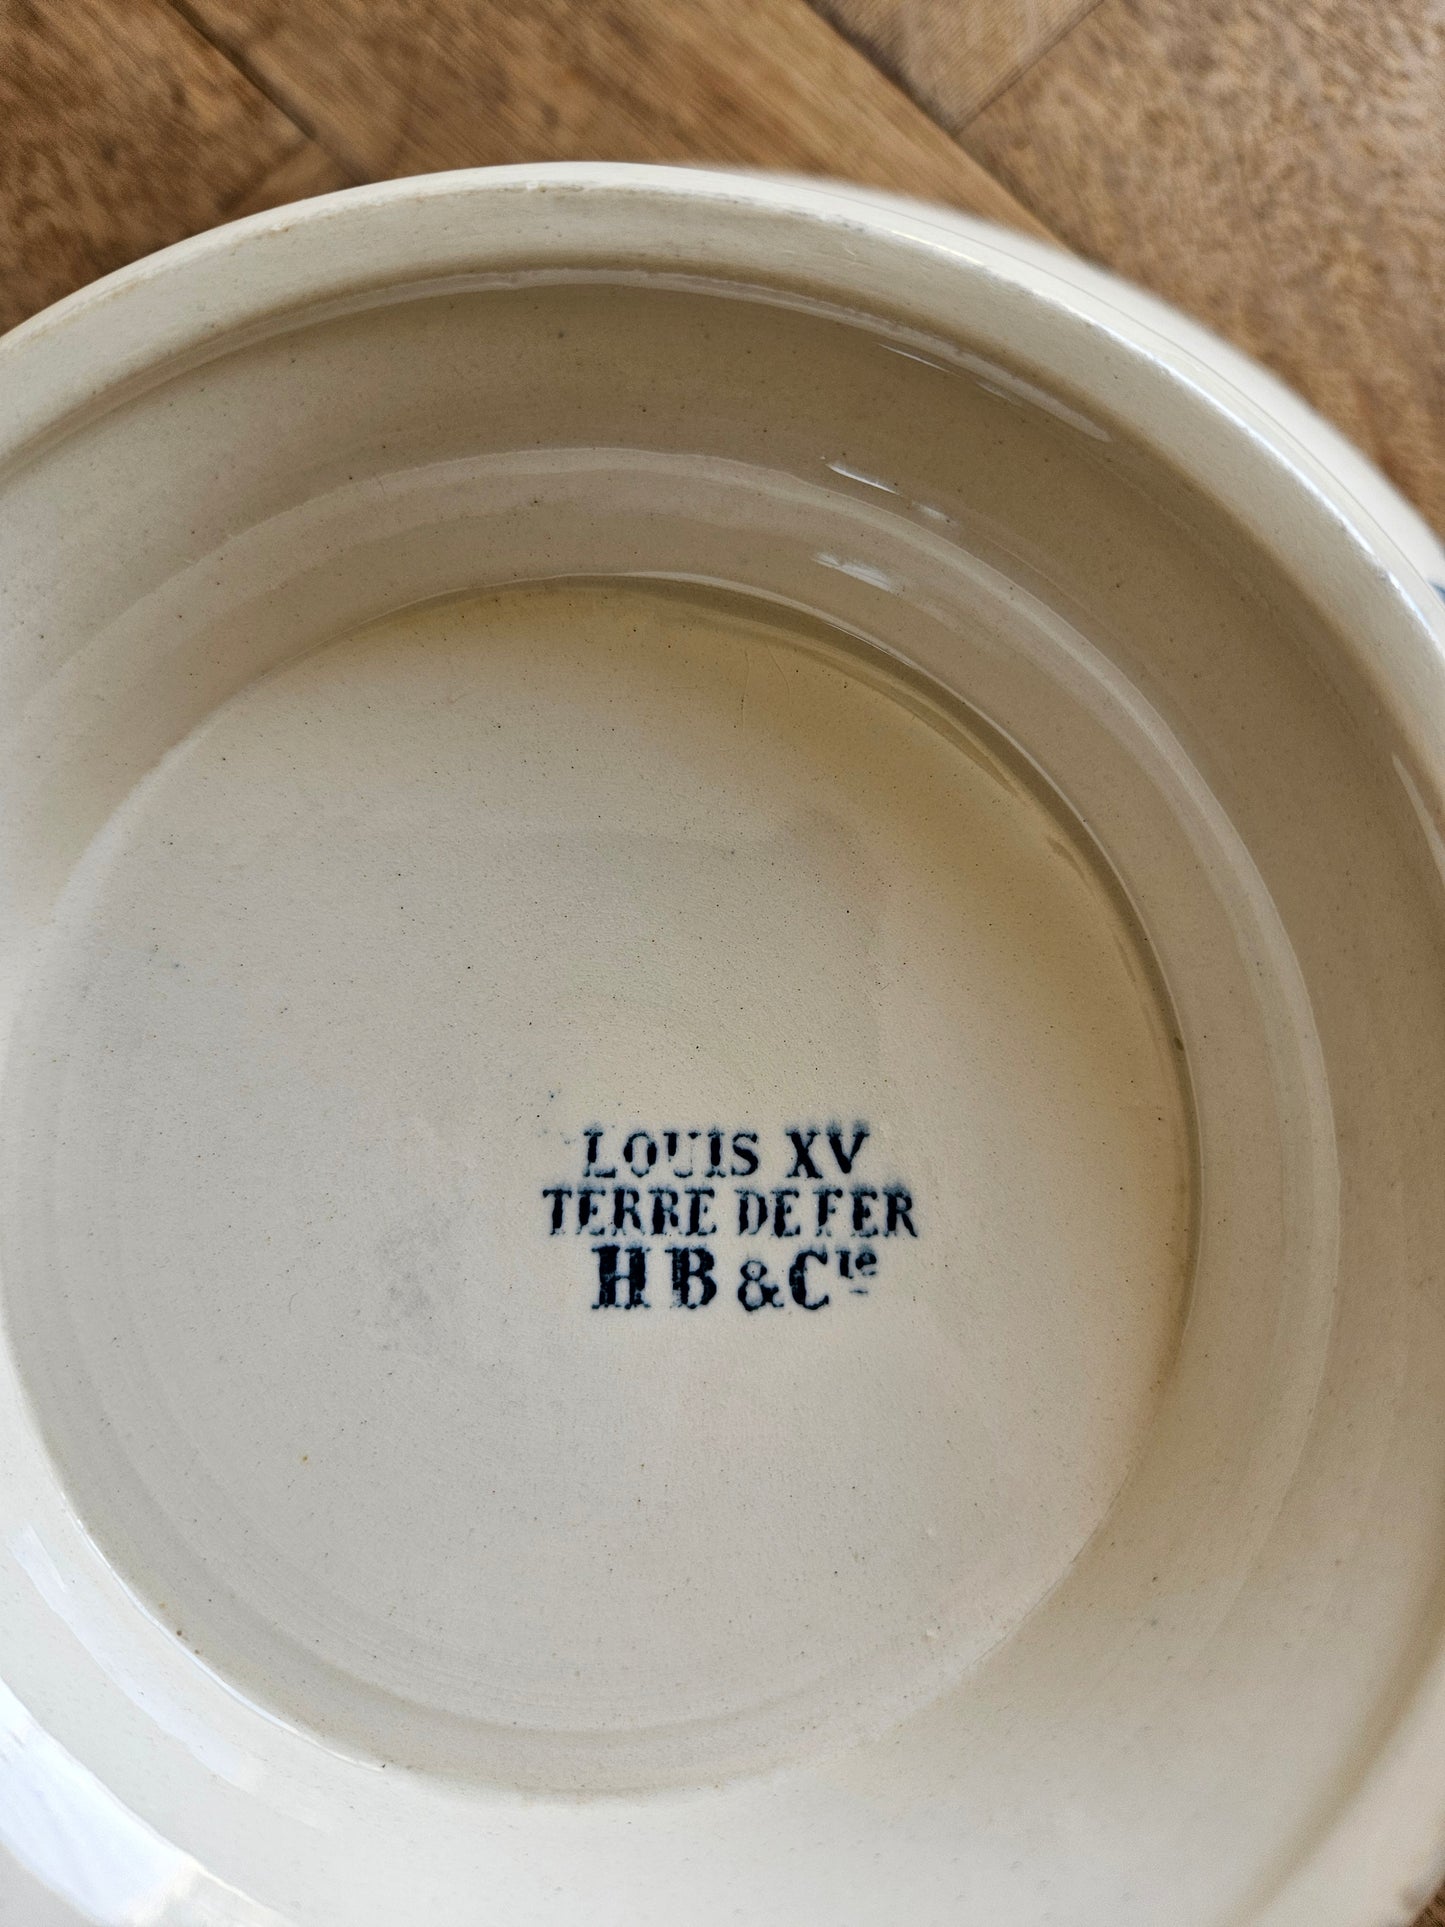 LOUIS XV
TERRE DE FER
H B & Cie